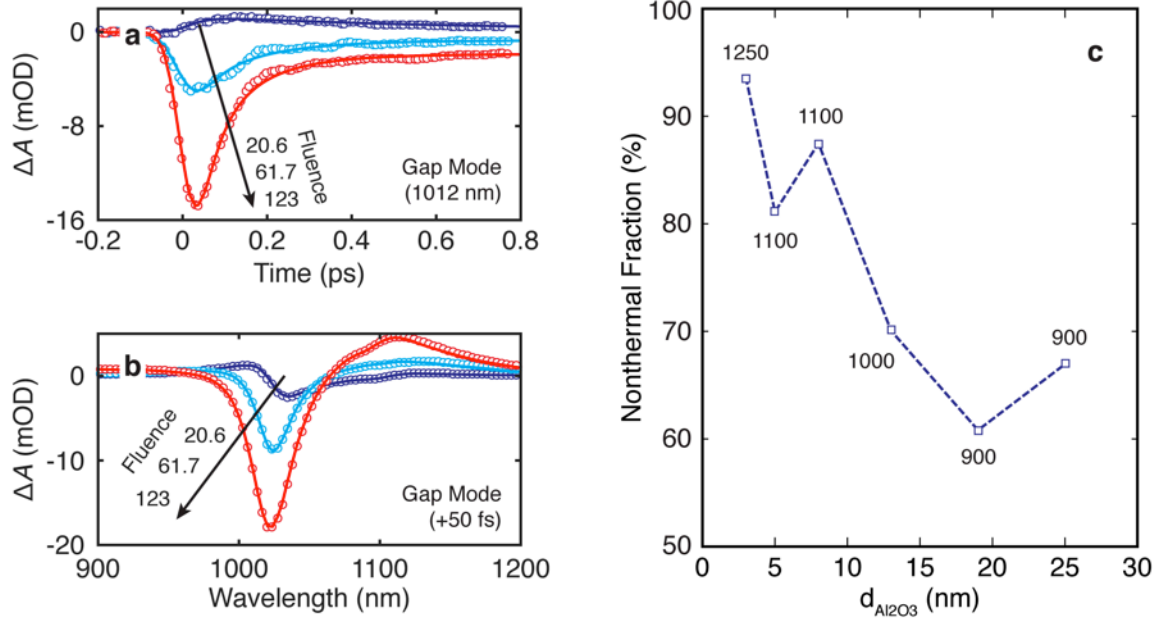 a
0
-8
-16
ΔA (mOD)
20.6
61.7
123
Fluence
Gap Mode
(1012 nm)
-0.2 0 0.2 0.4 0.6 0.8
Time (ps)
b
0
-10
-20
ΔA (mOD)
Fluence
20.6
61.7
123
Gap Mode
(+50 fs)
900 1000 1100 1200
Wavelength (nm)
c
100
90
80
70
60
50
Nonthermal Fraction (%)
1250
1100
1100
1000
900
900
0 5 10 15 20 25 30
dAl2O3 (nm)